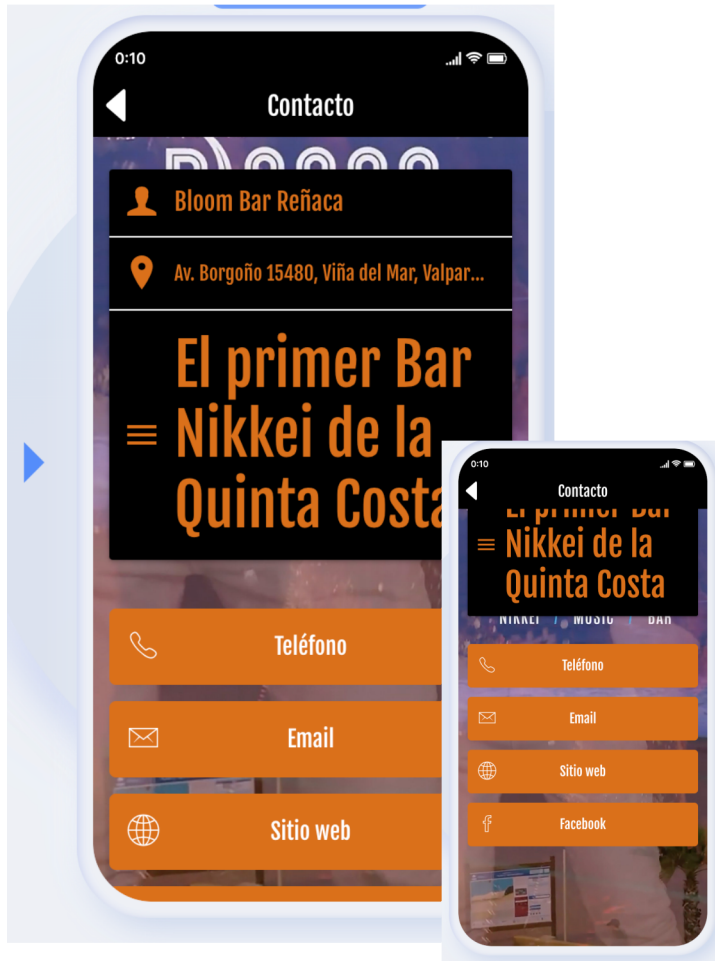 0:10
Contacto
Bloom Bar Reñaca
Av. Borgoño 15480, Viña del Mar, Valpar...
El primer Bar
Nikkei de la
Quinta Costa
Teléfono
Email
Sitio web
0:10
Contacto
El primer Bar
Nikkei de la
Quinta Costa
NIKKEI / MUSIC / BAR
Teléfono
Email
Sitio web
Facebook